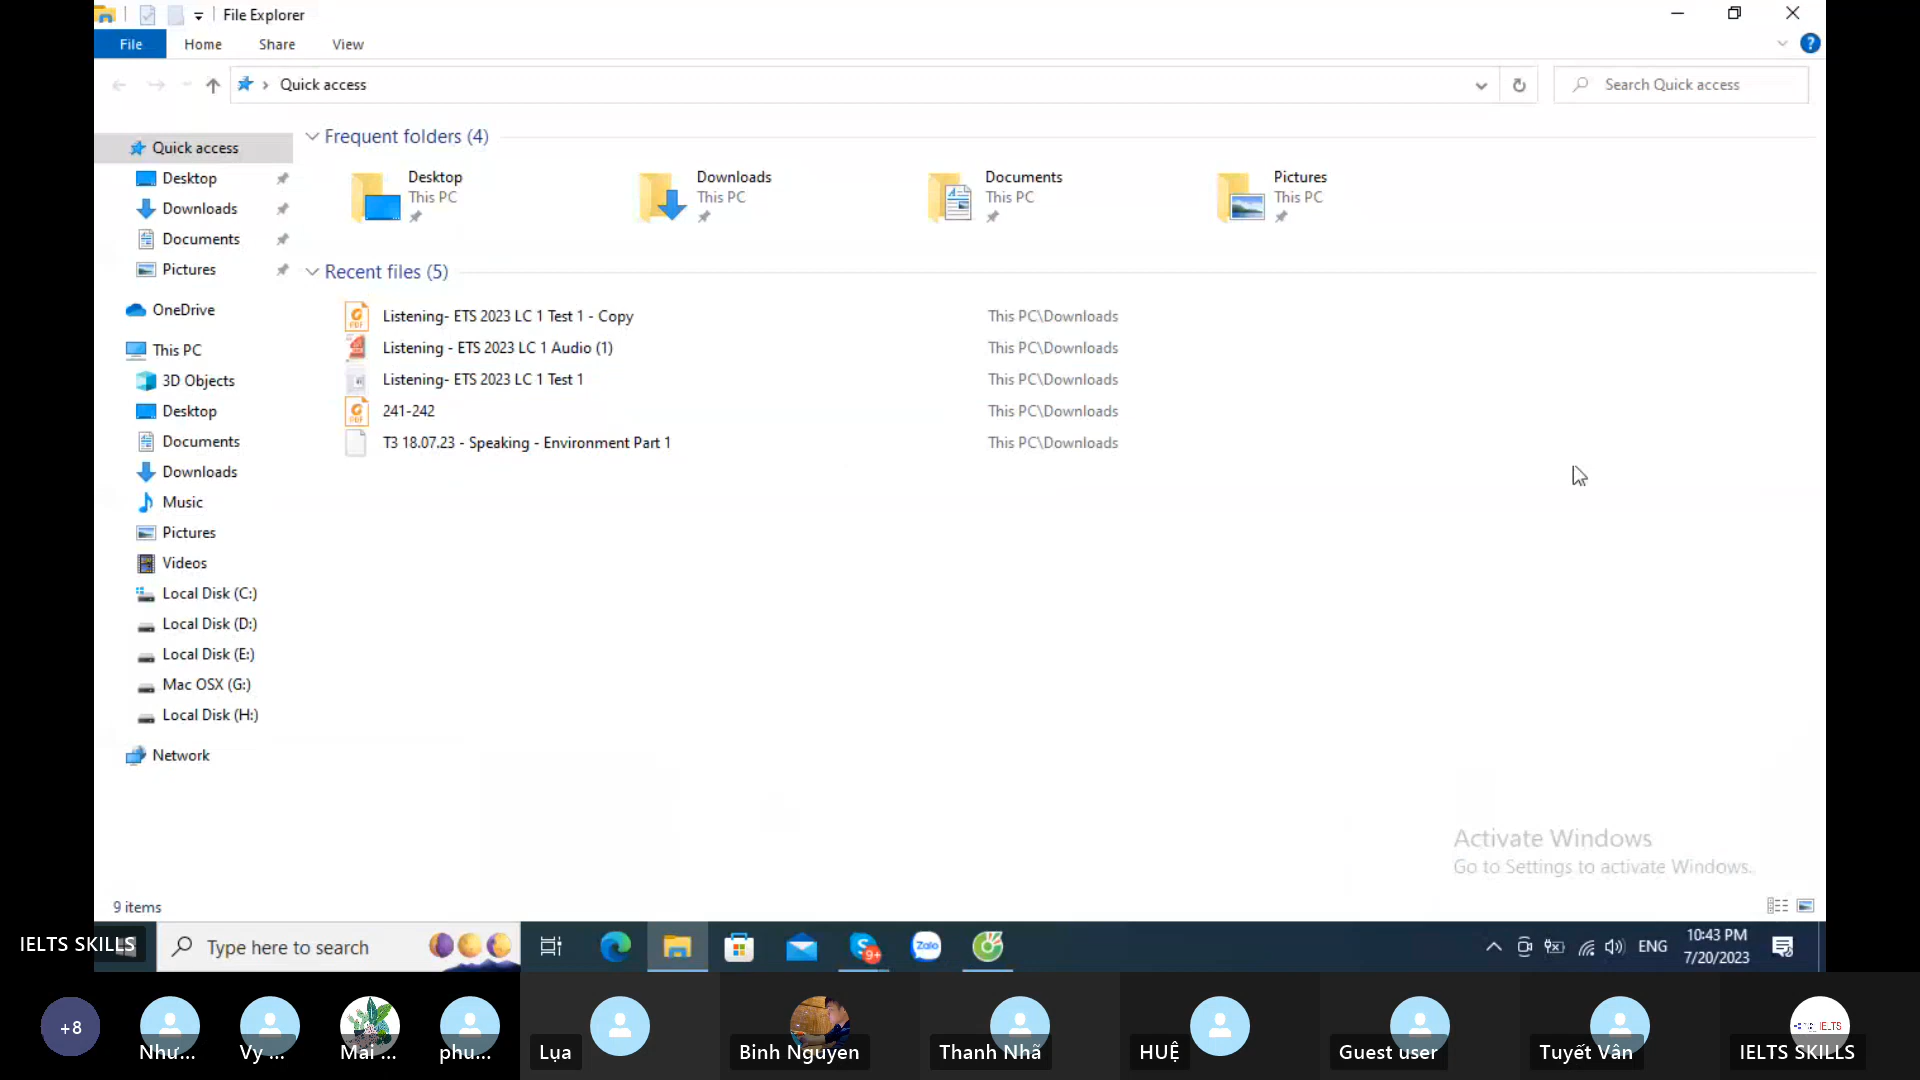 File Explorer
File Home Share View
Quick access
Search Quick access
Quick access
Desktop
Downloads
Documents
Pictures
OneDrive
This PC
3D Objects
Desktop
Documents
Downloads
Music
Pictures
Videos
Local Disk (C:)
Local Disk (D:)
Local Disk (E:)
Mac OSX (G:)
Local Disk (H:)
Network
Frequent folders (4)
Desktop
This PC
Downloads
This PC
Documents
This PC
Pictures
This PC
Recent files (5)
Listening- ETS 2023 LC 1 Test 1 - Copy This PC\Downloads
Listening - ETS 2023 LC 1 Audio (1) This PC\Downloads
Listening- ETS 2023 LC 1 Test 1 This PC\Downloads
241-242 This PC\Downloads
T3 18.07.23 - Speaking - Environment Part 1 This PC\Downloads
Activate Windows
Go to Settings to activate Windows.
9 items
IELTS SKILLS
Type here to search
9+
Zalo
ENG
10:43 PM
7/20/2023
+8
Như...
Vy ...
Mai ...
phu...
Lụa
Binh Nguyen
Thanh Nhã
HUỆ
Guest user
Tuyết Vân
IELTS SKILLS